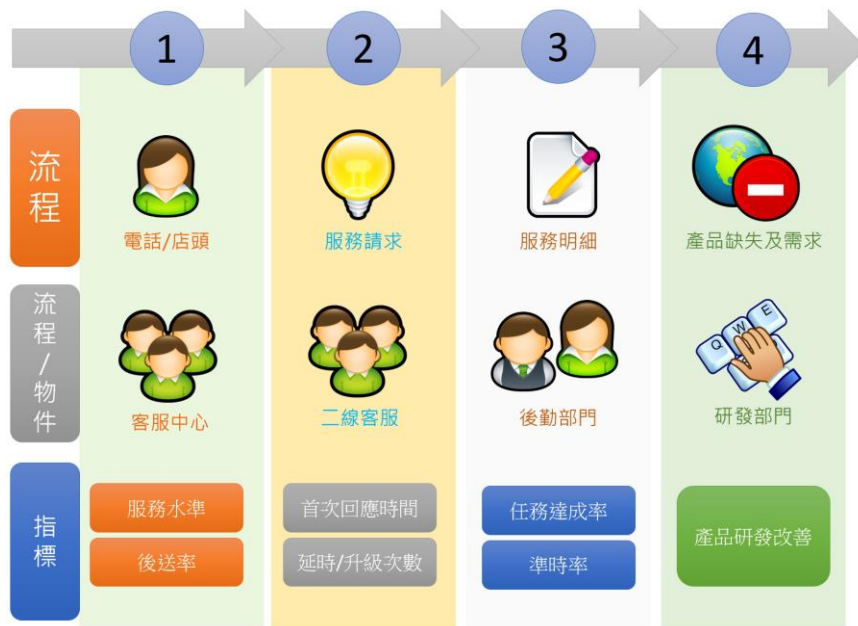 1
2
3
4
流程
電話/店頭
服務請求
服務明細
產品缺失及需求
流程/物件
Q W E
客服中心
二線客服
後勤部門
研發部門
指標
服務水準
首次回應時間
任務達成率
產品研發改善
後送率
延時/升級次數
準時率